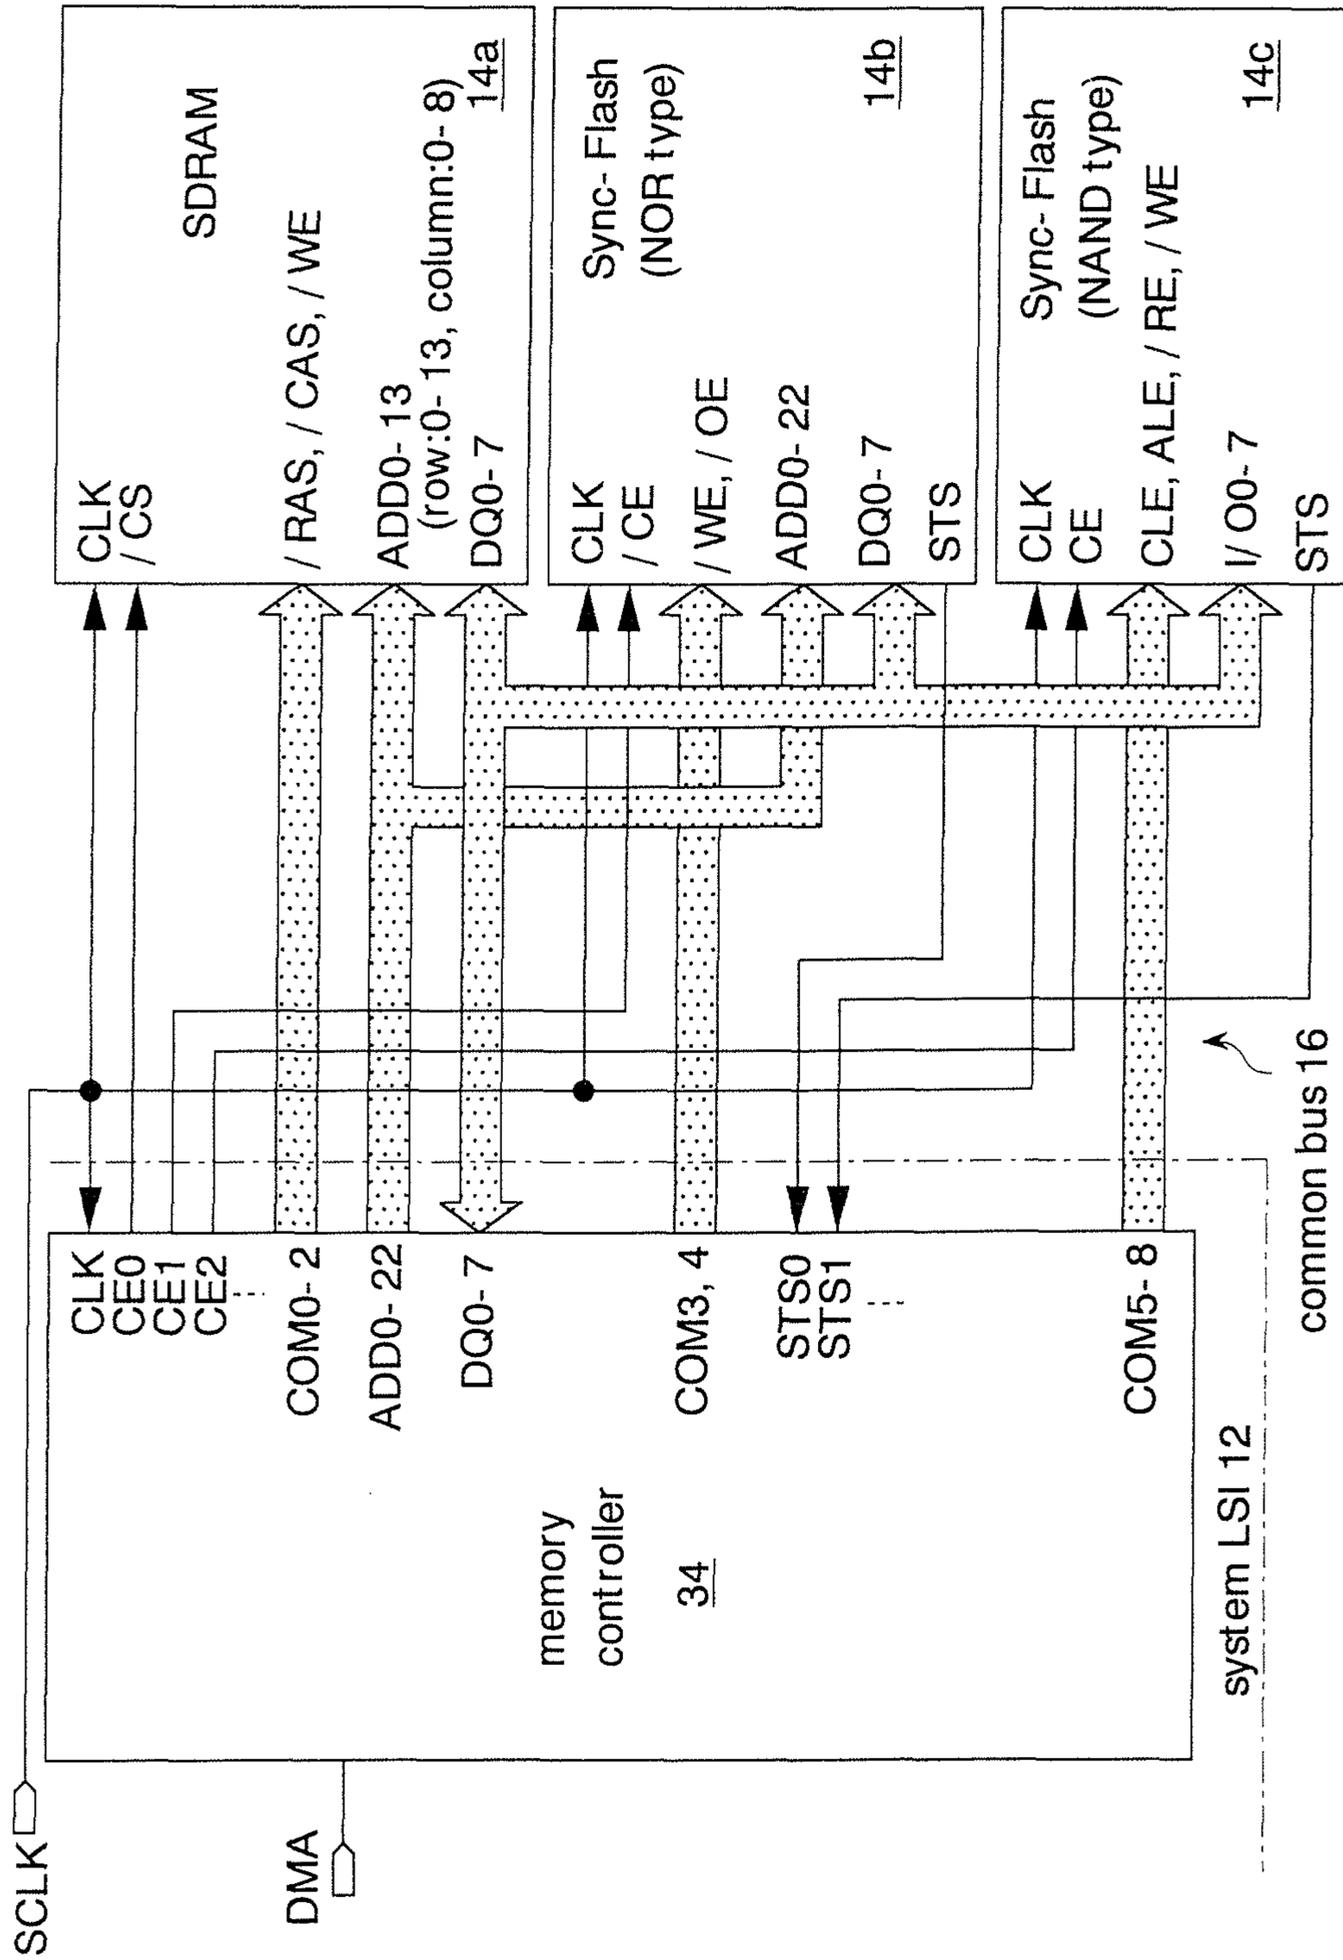 SCLK
DMA
memory
controller
34
system LSI 12
CLK
CE0
CE1
CE2
COM0- 2
ADD0- 22
DQ0- 7
COM3, 4
STS0
STS1
COM5- 8
common bus 16
CLK
/ CS
SDRAM
/ RAS, / CAS, / WE
ADD0- 13
(row:0- 13, column:0- 8)
DQ0- 7
14a
CLK
/ CE
Sync- Flash
(NOR type)
/ WE, / OE
ADD0- 22
DQ0- 7
14b
STS
CLK
CE
Sync- Flash
(NAND type)
CLE, ALE, / RE, / WE
I/ O0- 7
14c
STS